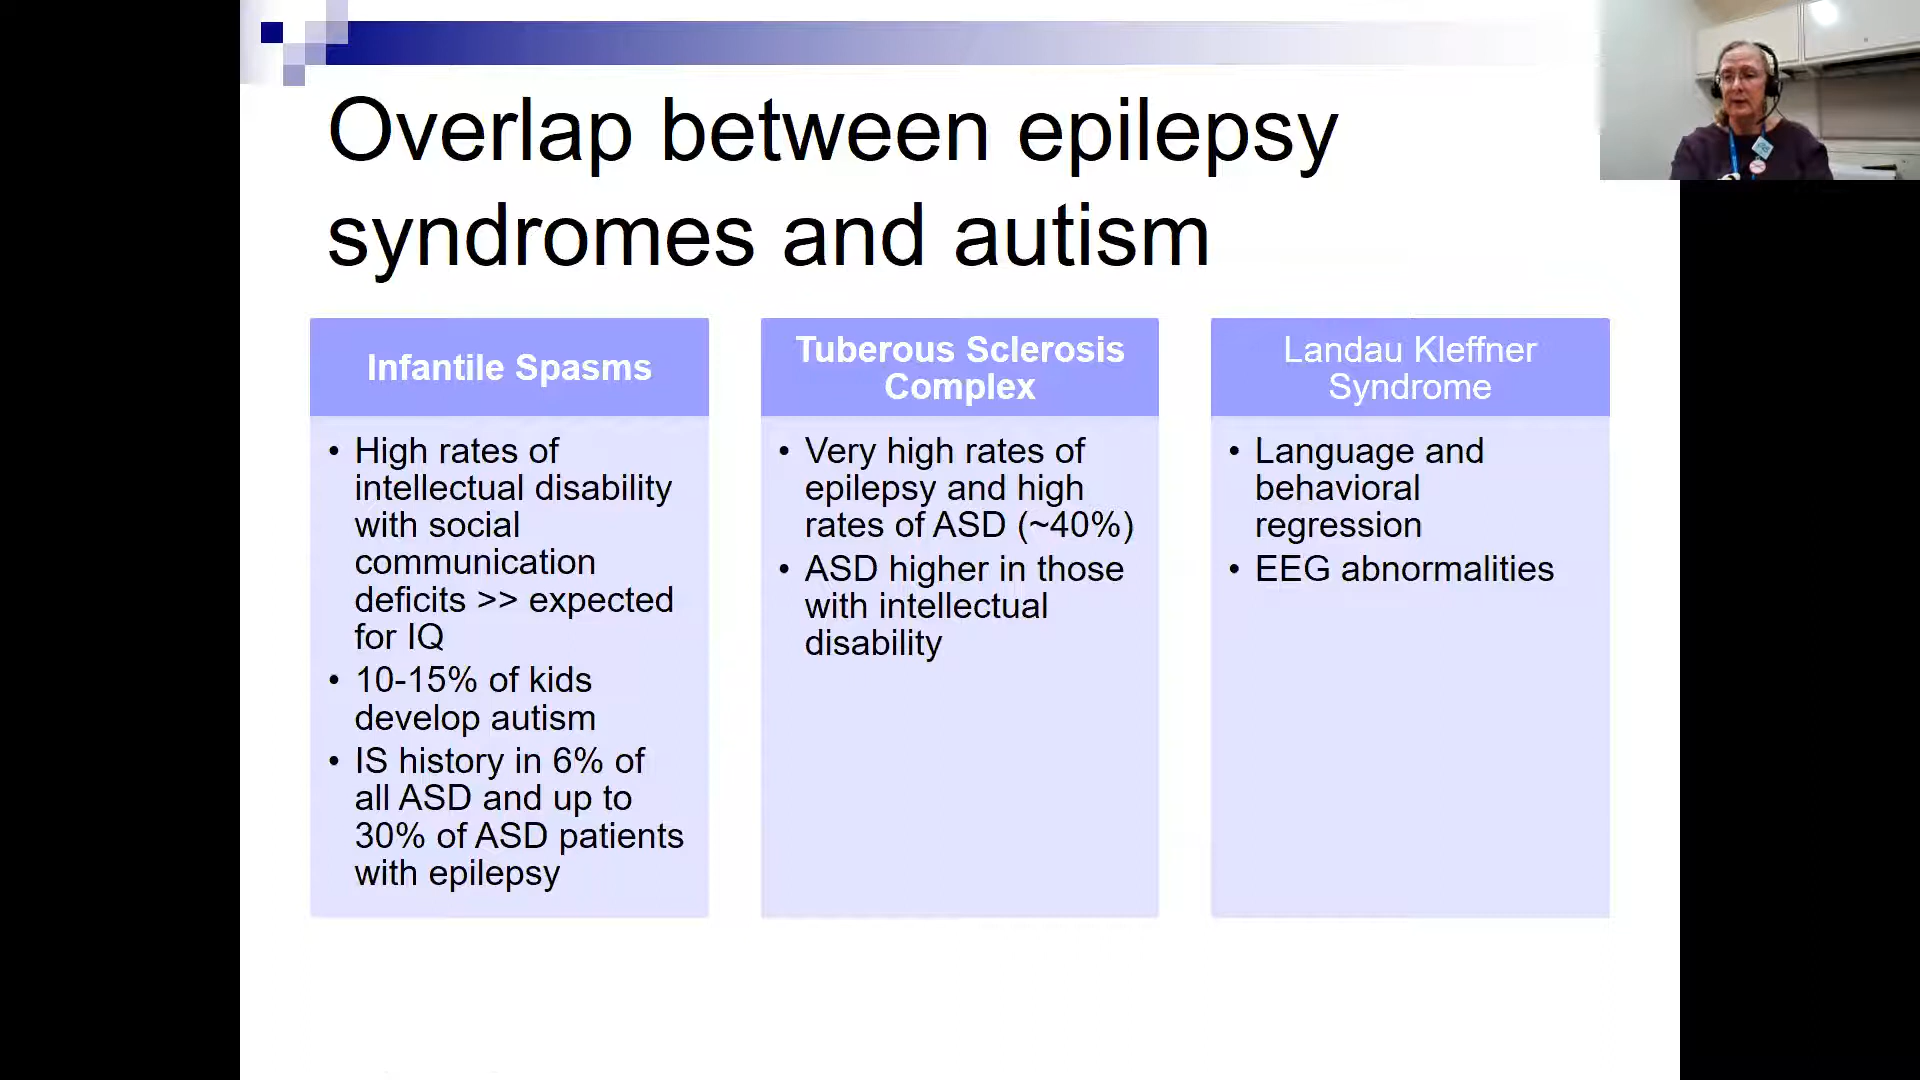 Overlap between epilepsy
syndromes and autism
Infantile Spasms
• High rates of
intellectual disability
with social
communication
deficits >> expected
for IQ
• 10-15% of kids
develop autism
• IS history in 6% of
all ASD and up to
30% of ASD patients
with epilepsy
Tuberous Sclerosis
Complex
• Very high rates of
epilepsy and high
rates of ASD (~40%)
• ASD higher in those
with intellectual
disability
Landau Kleffner
Syndrome
• Language and
behavioral
regression
• EEG abnormalities